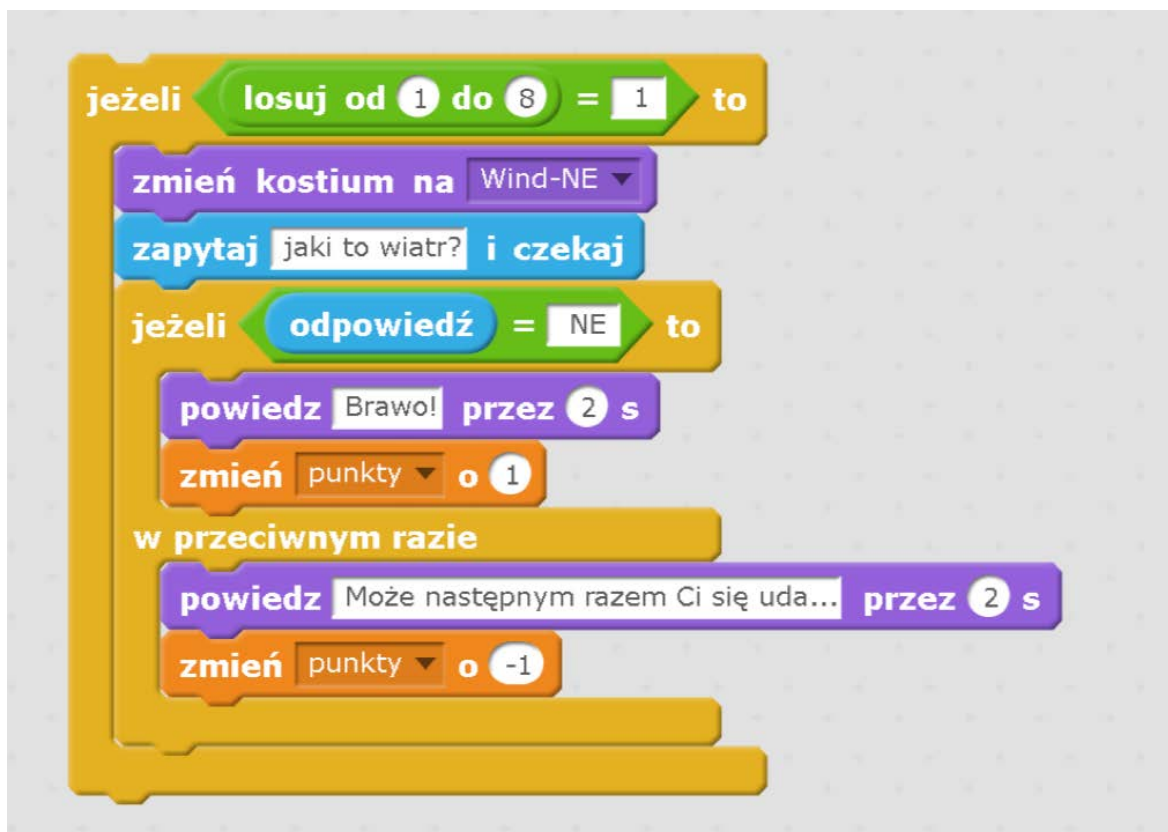 jeżeli losuj od 1 do 8 = 1 to
zmień kostium na Wind-NE
zapytaj jaki to wiatr? i czekaj
jeżeli odpowiedź = NE to
powiedz Brawo! przez 2 s
zmień punkty o 1
w przeciwnym razie
powiedz Może następnym razem Ci się uda... przez 2 s
zmień punkty o -1